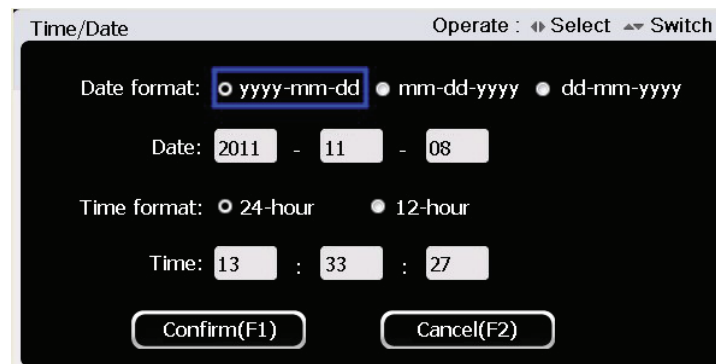 Time/Date Operate : Select Switch
Date format: yyyy-mm-dd mm-dd-yyyy dd-mm-yyyy
Date: 2011 - 11 - 08
Time format: 24-hour 12-hour
Time: 13 : 33 : 27
Confirm(F1) Cancel(F2)